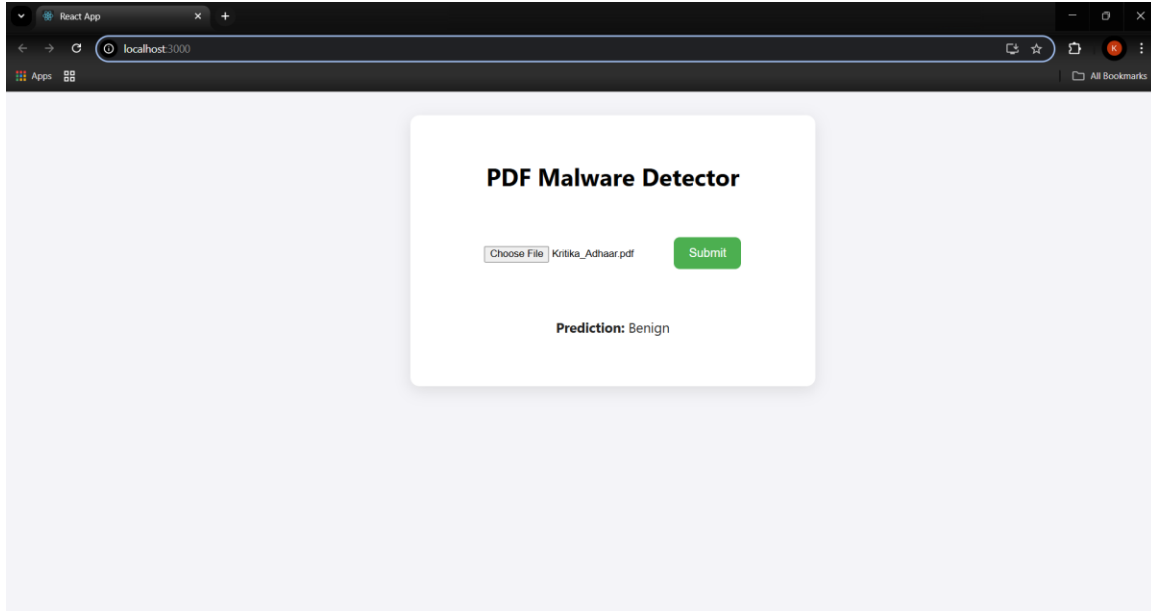 React App
localhost:3000
K
Apps
All Bookmarks
PDF Malware Detector
Choose File Kritika_Adhaar.pdf Submit
Prediction: Benign